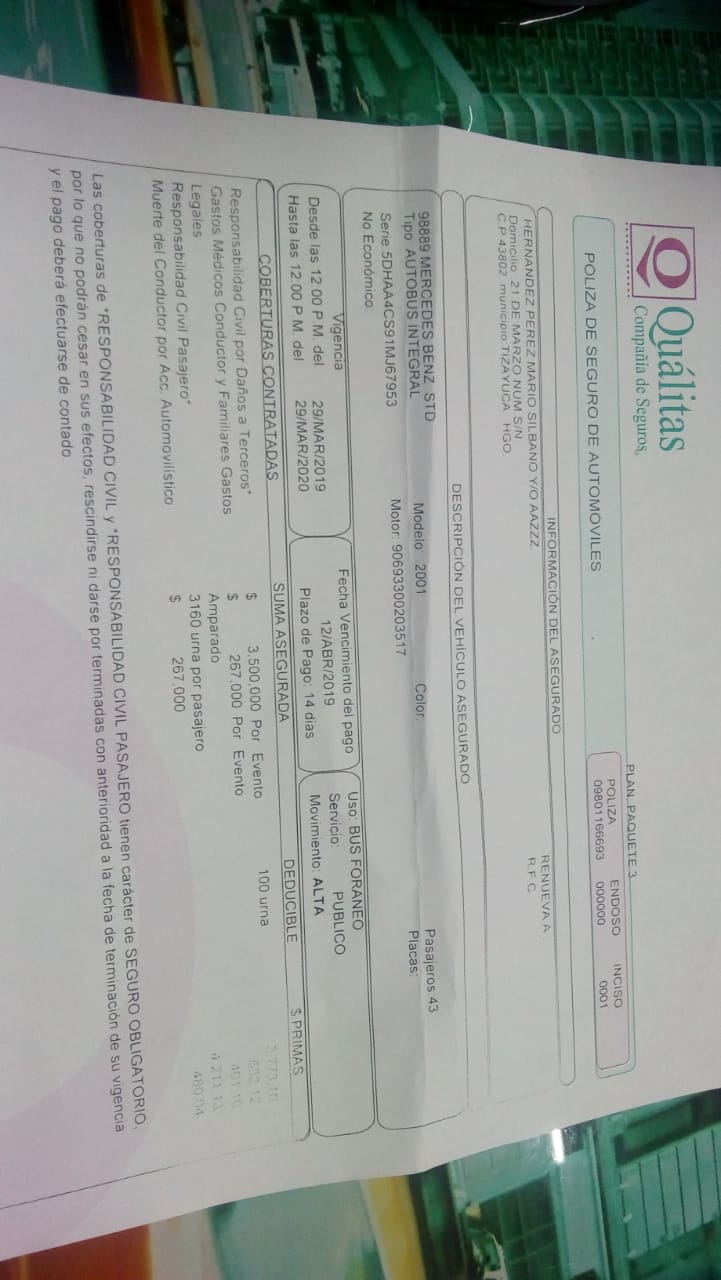 Quálitas
Compañía de Seguros
PLAN: PAQUETE 3
POLIZA DE SEGURO DE AUTOMOVILES
POLIZA ENDOSO INCISO
09801166693 000000 0001
INFORMACIÓN DEL ASEGURADO
HERNANDEZ PEREZ MARIO SILBANO Y/O AAZZZ. RENUEVA A
Domicilio: 21 DE MARZO NUM S/N R.F.C.
C.P 43802 municipio:TIZAYUCA HGO
DESCRIPCIÓN DEL VEHÍCULO ASEGURADO
98889 MERCEDES BENZ STD
Tipo AUTOBUS INTEGRAL Modelo 2001 Color: Pasajeros:43
Serie 5DHAA4CS91MJ67953 Motor: 90693300203517 Placas:
No Económico
Vigencia Fecha Vencimiento del pago Uso: BUS FORANEO
Desde las 12 00 P.M. del 29/MAR/2019 12/ABR/2019 Servicio: PUBLICO
Hasta las 12 00 P.M. del 29/MAR/2020 Plazo de Pago: 14 dias Movimiento: ALTA
COBERTURAS CONTRATADAS SUMA ASEGURADA DEDUCIBLE $ PRIMAS
Responsabilidad Civil por Daños a Terceros* $ 3,500,000 Por Evento 100 uma
Gastos Médicos Conductor y Familiares Gastos $ 267,000 Por Evento 632.12
Legales Amparado
Responsabilidad Civil Pasajero* 3160 uma por pasajero 4,211.13
Muerte del Conductor por Acc Automovilístico $ 267,000 480.04
Las coberturas de *RESPONSABILIDAD CIVIL y *RESPONSABILIDAD CIVIL PASAJERO tienen carácter de SEGURO OBLIGATORIO,
por lo que no podrán cesar en sus efectos, rescindirse ni darse por terminadas con anterioridad a la fecha de terminación de su vigencia
y el pago deberá efectuarse de contado